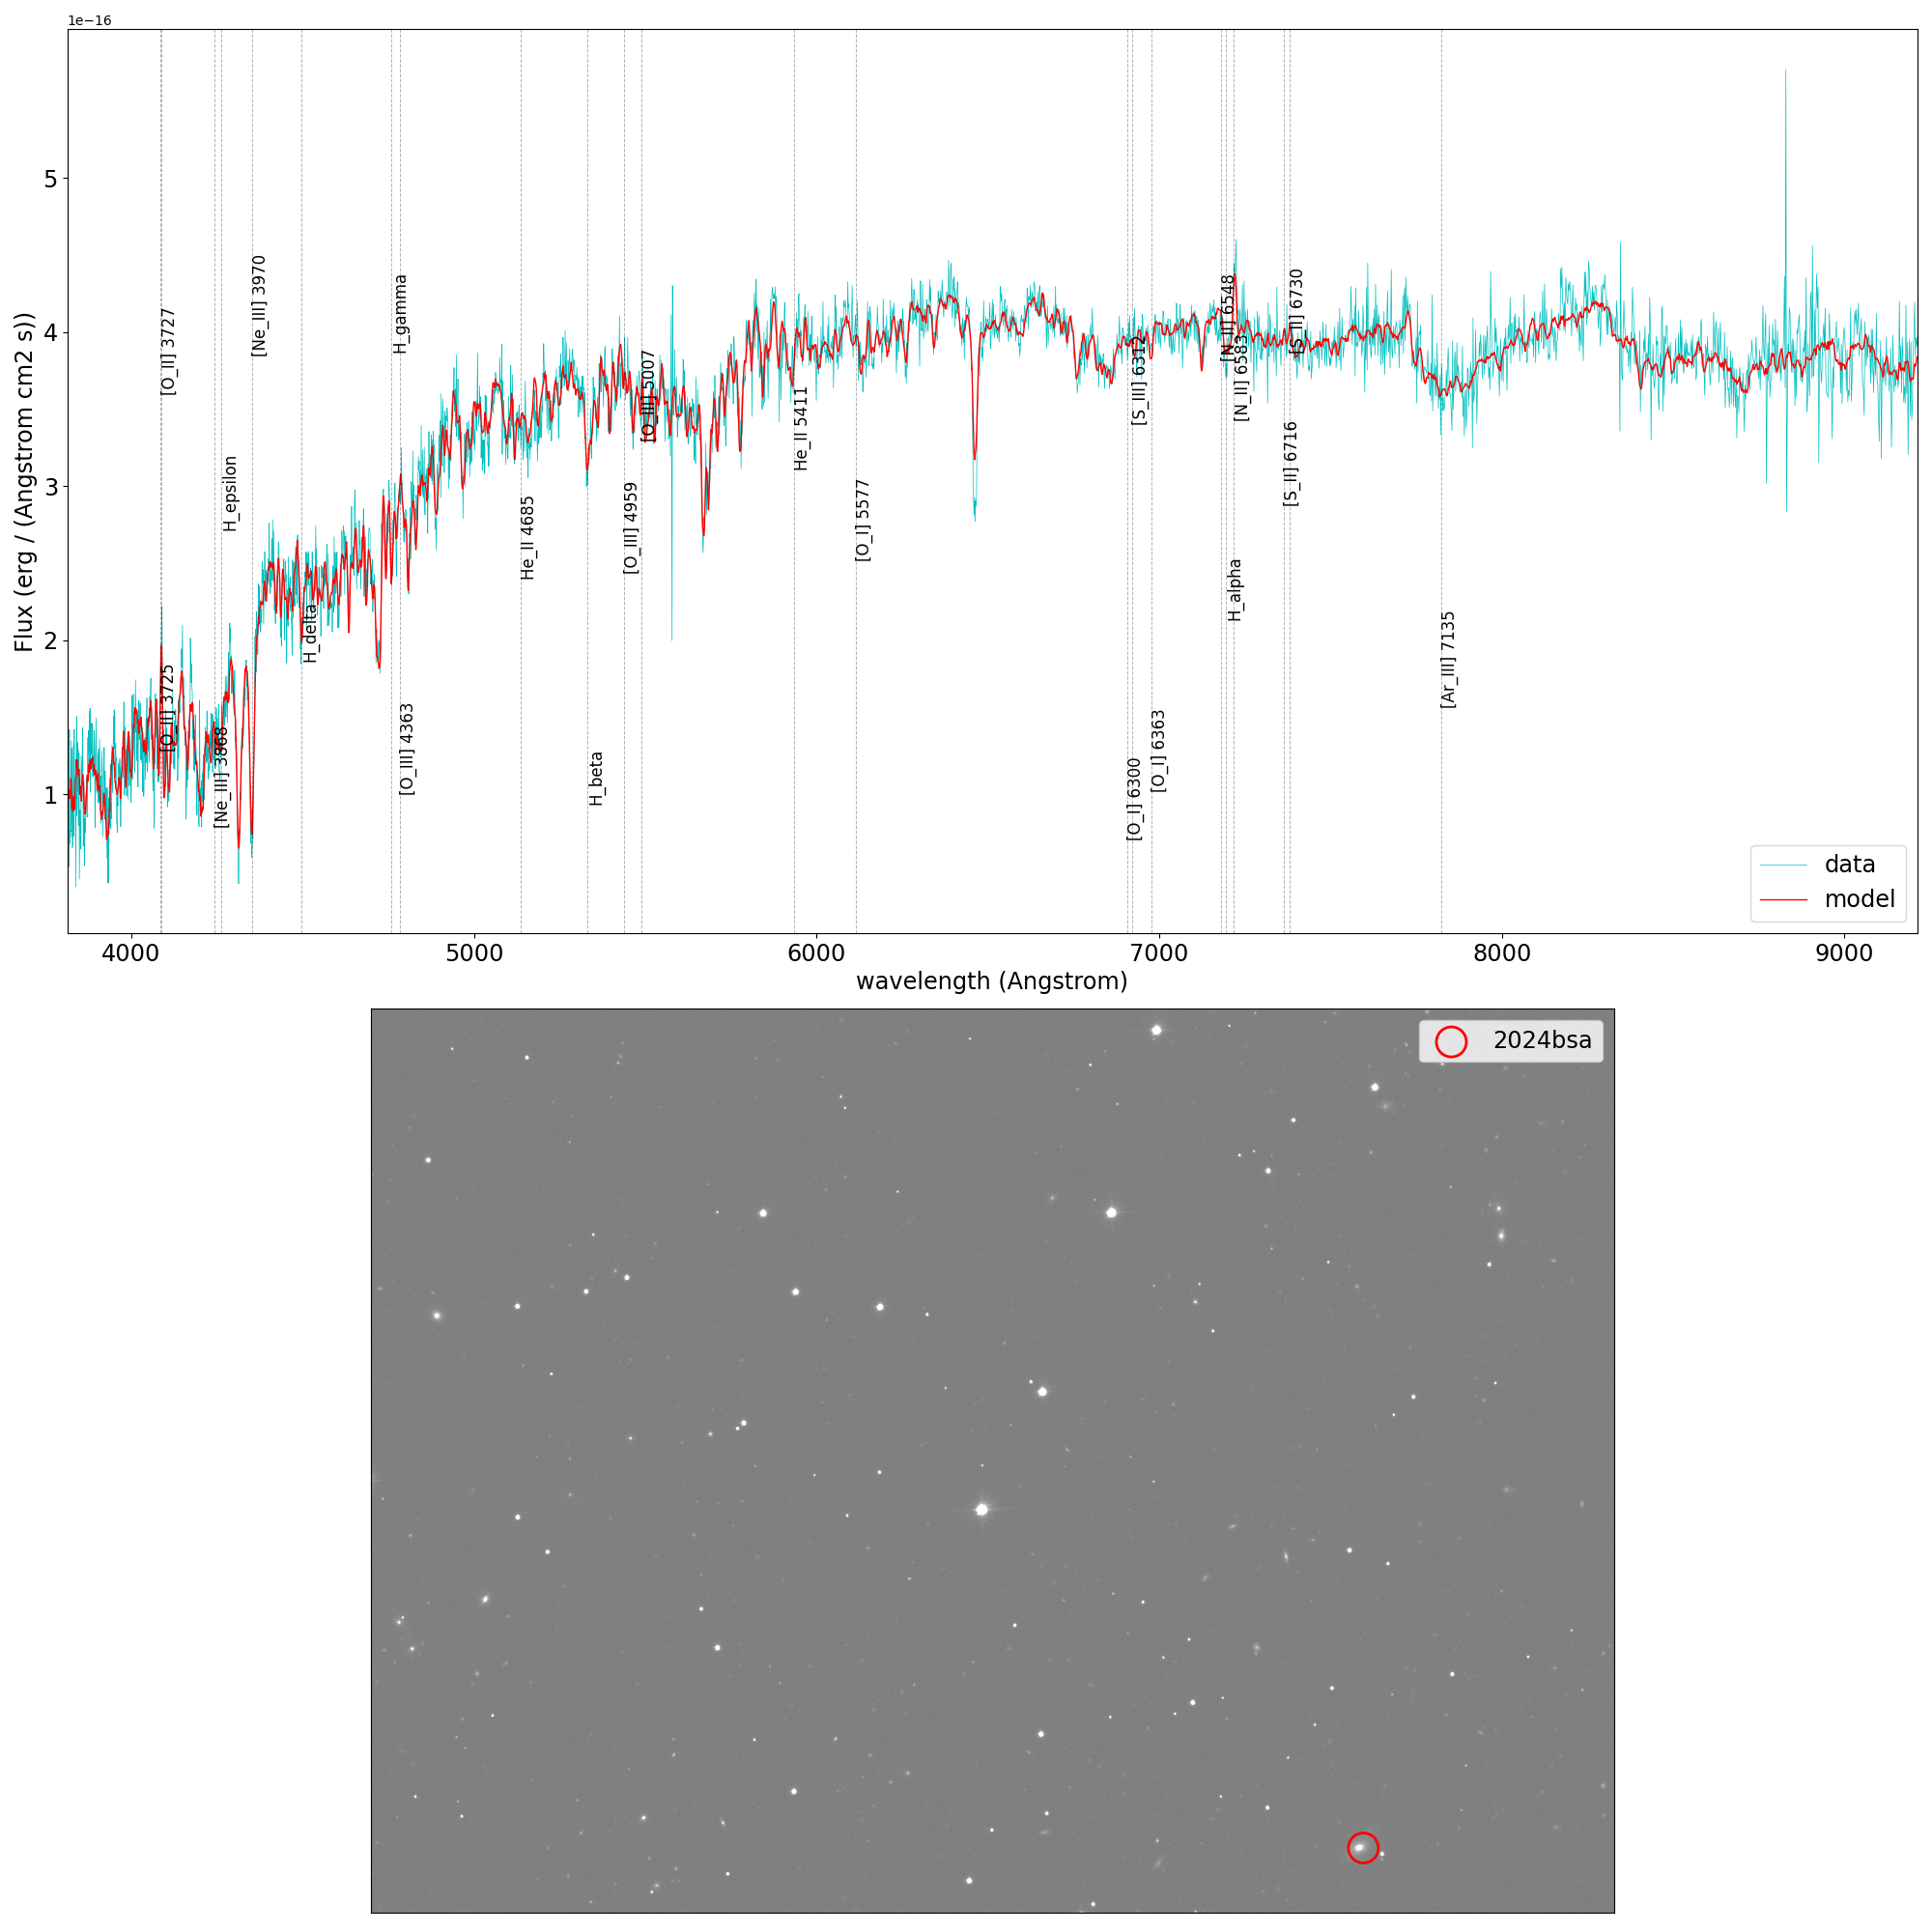 1e−16
Flux (erg / (Angstrom cm2 s))
5
4
3
2
1
[O_II] 3725
[O_II] 3727
[Ne_III] 3868
H_epsilon
[Ne_III] 3970
H_delta
H_gamma
[O_III] 4363
He_II 4685
H_beta
[O_III] 4959
[O_III] 5007
He_II 5411
[O_I] 5577
[O_I] 6300
[S_III] 6312
[O_I] 6363
[N_II] 6548
H_alpha
[N_II] 6583
[S_II] 6716
[S_II] 6730
[Ar_III] 7135
data
model
4000 5000 6000 7000 8000 9000
wavelength (Angstrom)
2024bsa